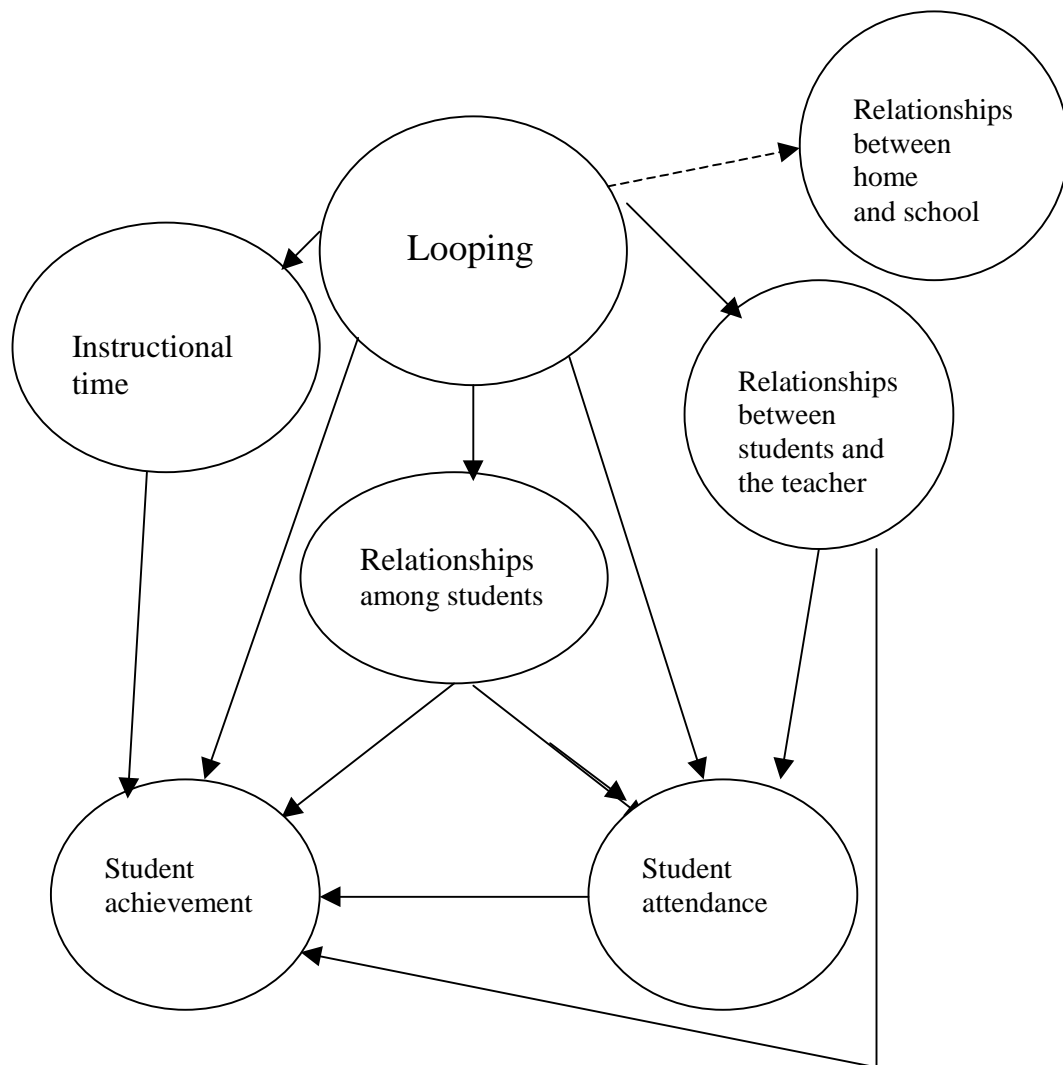 Relationships
between
home
and school
Looping
Instructional
time
Relationships
between
students and
the teacher
Relationships
among students
Student
achievement
Student
attendance